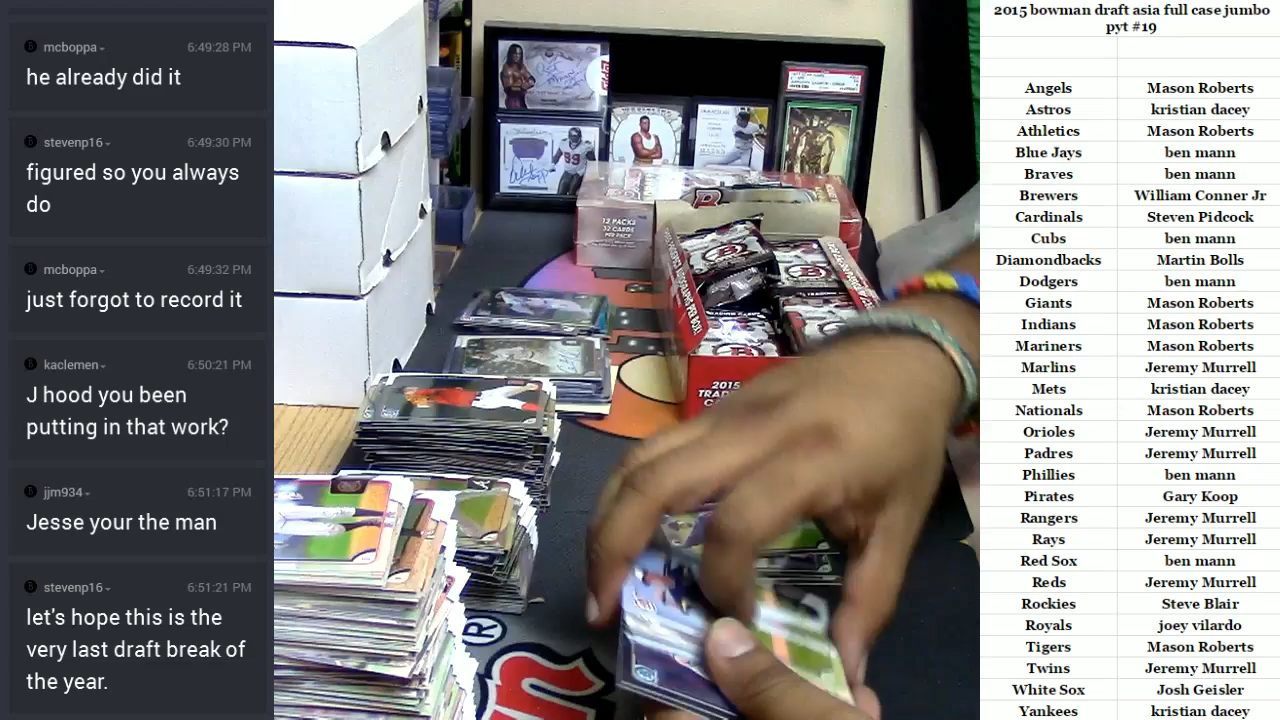 mcboppa 6:49:28 PM
he already did it
stevenp16 6:49:30 PM
figured so you always
do
mcboppa 6:49:32 PM
just forgot to record it
kaclemen 6:50:21 PM
J hood you been
putting in that work?
jjm934 6:51:17 PM
Jesse your the man
stevenp16 6:51:21 PM
let's hope this is the
very last draft break of
the year.
99
12 PACKS
32 CARDS
PER PACK
B
2015
®
2015 bowman draft asia full case jumbo
pyt #19
Angels Mason Roberts
Astros kristian dacey
Athletics Mason Roberts
Blue Jays ben mann
Braves ben mann
Brewers William Conner Jr
Cardinals Steven Pidcock
Cubs ben mann
Diamondbacks Martin Bolls
Dodgers ben mann
Giants Mason Roberts
Indians Mason Roberts
Mariners Mason Roberts
Marlins Jeremy Murrell
Mets kristian dacey
Nationals Mason Roberts
Orioles Jeremy Murrell
Padres Jeremy Murrell
Phillies ben mann
Pirates Gary Koop
Rangers Jeremy Murrell
Rays Jeremy Murrell
Red Sox ben mann
Reds Jeremy Murrell
Rockies Steve Blair
Royals joey vilardo
Tigers Mason Roberts
Twins Jeremy Murrell
White Sox Josh Geisler
Yankees kristian dacey